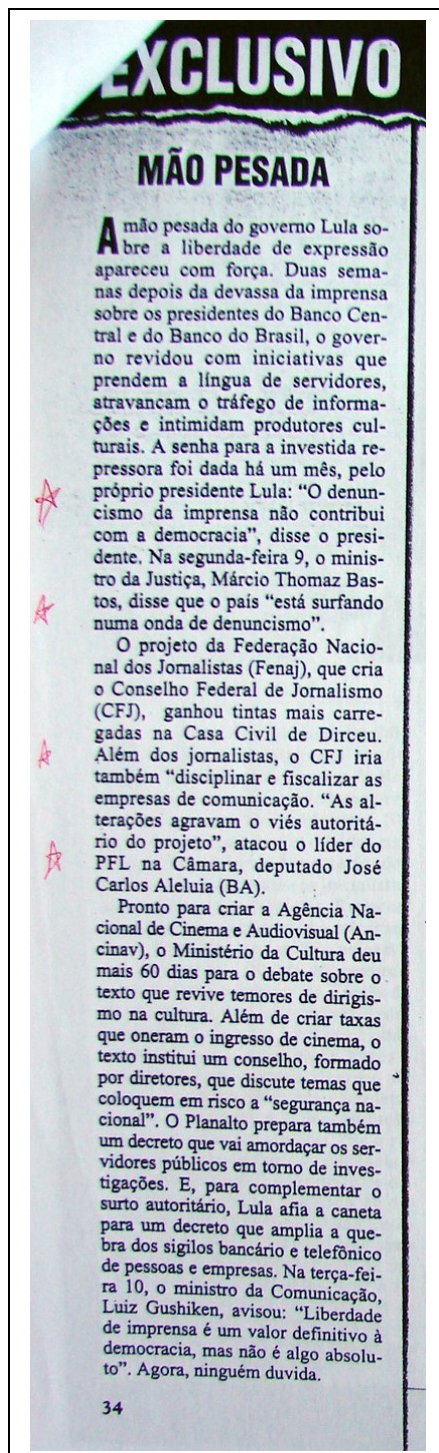 EXCLUSIVO
MÃO PESADA
A mão pesada do governo Lula so-
bre a liberdade de expressão
apareceu com força. Duas sema-
nas depois da devassa da imprensa
sobre os presidentes do Banco Cen-
tral e do Banco do Brasil, o gover-
no revidou com iniciativas que
prendem a língua de servidores,
atravancam o tráfego de informa-
ções e intimidam produtores cul-
turais. A senha para a investida re-
pressora foi dada há um mês, pelo
próprio presidente Lula: “O denun-
cismo da imprensa não contribui
com a democracia”, disse o presi-
dente. Na segunda-feira 9, o minis-
tro da Justiça, Márcio Thomaz Bas-
tos, disse que o país “está surfando
numa onda de denuncismo”.
O projeto da Federação Nacio-
nal dos Jornalistas (Fenaj), que cria
o Conselho Federal de Jornalismo
(CFJ), ganhou tintas mais carre-
gadas na Casa Civil de Dirceu.
Além dos jornalistas, o CFJ iria
também “disciplinar e fiscalizar as
empresas de comunicação. “As al-
terações agravam o viés autoritá-
rio do projeto”, atacou o líder do
PFL na Câmara, deputado José
Carlos Aleluia (BA).
Pronto para criar a Agência Na-
cional de Cinema e Audiovisual (An-
cinav), o Ministério da Cultura deu
mais 60 dias para o debate sobre o
texto que revive temores de dirigis-
mo na cultura. Além de criar taxas
que oneram o ingresso de cinema, o
texto institui um conselho, formado
por diretores, que discute temas que
coloquem em risco a “segurança na-
cional”. O Planalto prepara também
um decreto que vai amordaçar os ser-
vidores públicos em torno de inves-
tigações. E, para complementar o
surto autoritário, Lula afia a caneta
para um decreto que amplia a que-
bra dos sigilos bancário e telefônico
de pessoas e empresas. Na terça-fei-
ra 10, o ministro da Comunicação,
Luiz Gushiken, avisou: “Liberdade
de imprensa é um valor definitivo à
democracia, mas não é algo absolu-
to”. Agora, ninguém duvida.
34